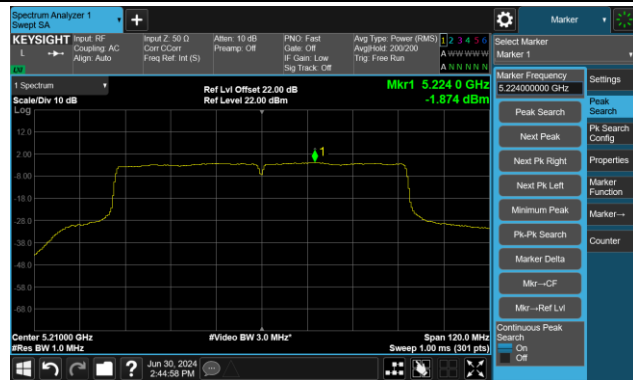 Spectrum Analyzer 1
Swept SA
Marker
KEYSIGHT
Input: RF
Coupling: AC
Align: Auto
Input Z: 50 Ω
Corr CCorr
Freq Ref: Int (S)
Atten: 10 dB
Preamp: Off
PNO: Fast
Gate: Off
IF Gain: Low
Sig Track: Off
Avg Type: Power (RMS)
Avg|Hold: 200/200
Trig: Free Run
1 2 3 4 5 6
A W W W W W
A N N N N N
L
Select Marker
Marker 1
1 Spectrum
Scale/Div 10 dB
Ref Lvl Offset 22.00 dB
Ref Level 22.00 dBm
Mkr1 5.224 0 GHz
-1.874 dBm
Log
12.0
2.00
-8.00
-18.0
-28.0
-38.0
-48.0
-58.0
-68.0
1
Center 5.21000 GHz
#Res BW 1.0 MHz
#Video BW 3.0 MHz*
Span 120.0 MHz
Sweep 1.00 ms (301 pts)
Marker Frequency
5.224000000 GHz
Peak Search
Next Peak
Next Pk Right
Next Pk Left
Minimum Peak
Pk-Pk Search
Marker Delta
Mkr→CF
Mkr→Ref Lvl
Continuous Peak
Search
On
Off
Settings
Peak
Search
Pk Search
Config
Properties
Marker
Function
Marker→
Counter
?
Jun 30, 2024
2:44:58 PM